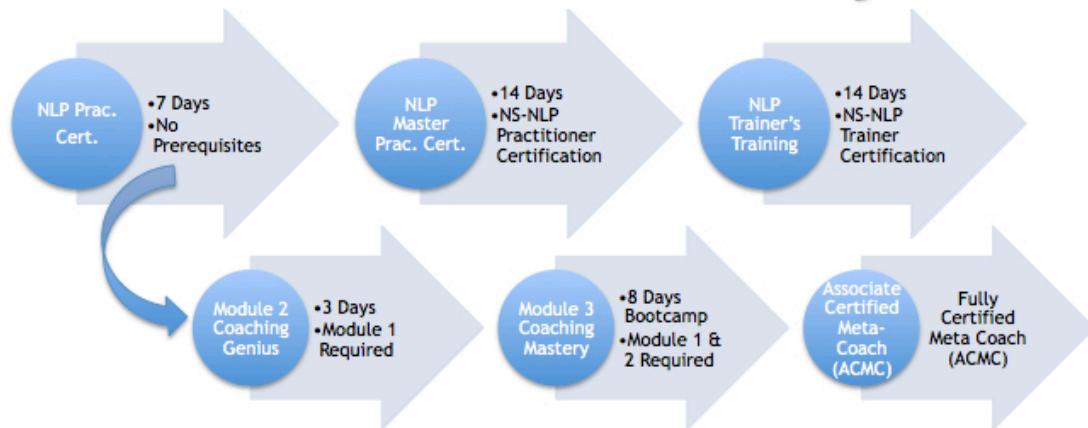 NLP Prac.
Cert.
•7 Days
•No
Prerequisites
NLP
Master
Prac. Cert.
•14 Days
•NS-NLP
Practitioner
Certification
NLP
Trainer's
Training
•14 Days
•NS-NLP
Trainer
Certification
Module 2
Coaching
Genius
•3 Days
•Module 1
Required
Module 3
Coaching
Mastery
•8 Days
Bootcamp
•Module 1 &
2 Required
Associate
Certified
Meta-
Coach
(ACMC)
Fully
Certified
Meta Coach
(ACMC)